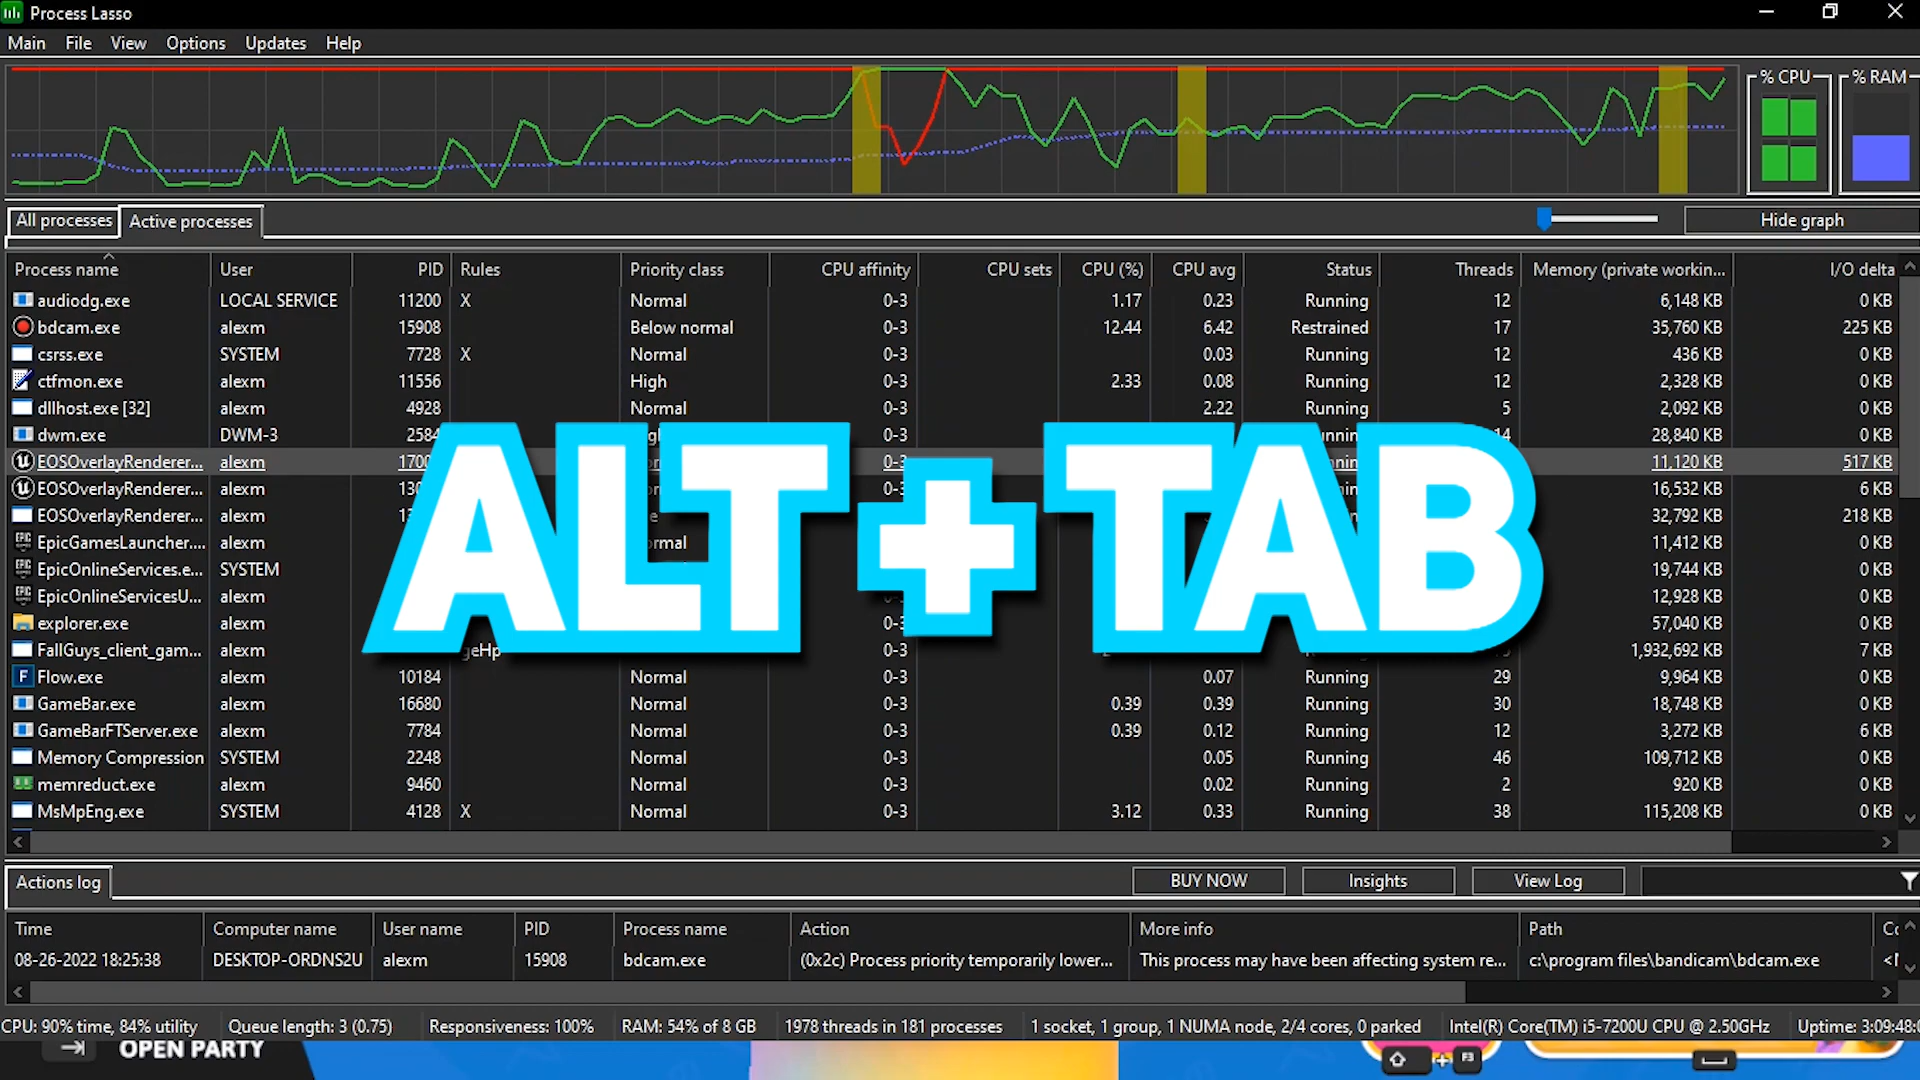 Process Lasso
Main File View Options Updates Help
% CPU % RAM
All processes Active processes Hide graph
Process name User PID Rules Priority class CPU affinity CPU sets CPU (%) CPU avg Status Threads Memory (private workin... I/O delta
audiodg.exe LOCAL SERVICE 11200 X Normal 0-3 1.17 0.23 Running 12 6,148 KB 0 KB
bdcam.exe alexm 15908 Below normal 0-3 12.44 6.42 Restrained 17 35,760 KB 225 KB
csrss.exe SYSTEM 7728 X Normal 0-3 0.03 Running 12 436 KB 0 KB
ctfmon.exe alexm 11556 High 0-3 2.33 0.08 Running 12 2,328 KB 0 KB
dllhost.exe [32] alexm 4928 Normal 0-3 2.22 Running 5 2,092 KB 0 KB
dwm.exe DWM-3 2584 0-3 14 28,840 KB 0 KB
EOSOverlayRenderer... alexm 0-3 11,120 KB 517 KB
EOSOverlayRenderer... alexm 0-3 16,532 KB 6 KB
EOSOverlayRenderer... alexm 32,792 KB 218 KB
ALT+TAB
EpicGamesLauncher.... alexm 11,412 KB 0 KB
EpicOnlineServices.e... SYSTEM 19,744 KB 0 KB
EpicOnlineServicesU... alexm 12,928 KB 0 KB
explorer.exe alexm 0-3 57,040 KB 0 KB
FallGuys_client_gam... alexm 0-3 1,932,692 KB 7 KB
Flow.exe alexm 10184 Normal 0-3 0.07 Running 29 9,964 KB 0 KB
GameBar.exe alexm 16680 Normal 0-3 0.39 0.39 Running 30 18,748 KB 0 KB
GameBarFTServer.exe alexm 7784 Normal 0-3 0.39 0.12 Running 12 3,272 KB 6 KB
Memory Compression SYSTEM 2248 Normal 0-3 0.05 Running 46 109,712 KB 0 KB
memreduct.exe alexm 9460 Normal 0-3 0.02 Running 2 920 KB 0 KB
MsMpEng.exe SYSTEM 4128 X Normal 0-3 3.12 0.33 Running 38 115,208 KB 0 KB
Actions log BUY NOW Insights View Log
Time Computer name User name PID Process name Action More info Path
08-26-2022 18:25:38 DESKTOP-ORDNS2U alexm 15908 bdcam.exe (0x2c) Process priority temporarily lower... This process may have been affecting system re... c:\program files\bandicam\bdcam.exe
CPU: 90% time, 84% utility Queue length: 3 (0.75) Responsiveness: 100% RAM: 54% of 8 GB 1978 threads in 181 processes 1 socket, 1 group, 1 NUMA node, 2/4 cores, 0 parked Intel(R) Core(TM) i5-7200U CPU @ 2.50GHz Uptime: 3:09:48:
OPEN PARTY + F3